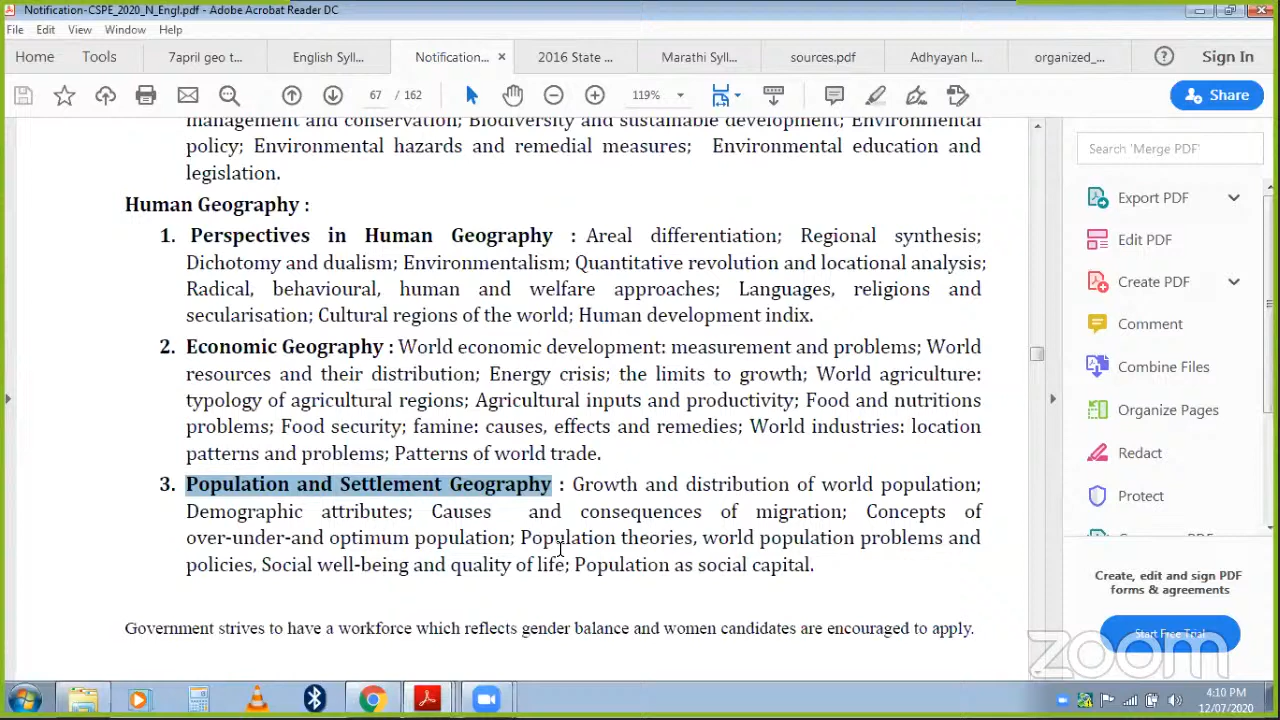 Notification-CSPE_2020_N_Engl.pdf - Adobe Acrobat Reader DC
File Edit View Window Help
Home Tools 7april geo t... English Syll... Notification... × 2016 State ... Marathi Syll... sources.pdf Adhyayan I... organized_... Sign In
67 / 162 119% Share
management and conservation; Biodiversity and sustainable development; Environmental
policy; Environmental hazards and remedial measures; Environmental education and
legislation.
Human Geography :
1. Perspectives in Human Geography : Areal differentiation; Regional synthesis;
Dichotomy and dualism; Environmentalism; Quantitative revolution and locational analysis;
Radical, behavioural, human and welfare approaches; Languages, religions and
secularisation; Cultural regions of the world; Human development indix.
2. Economic Geography : World economic development: measurement and problems; World
resources and their distribution; Energy crisis; the limits to growth; World agriculture:
typology of agricultural regions; Agricultural inputs and productivity; Food and nutritions
problems; Food security; famine: causes, effects and remedies; World industries: location
patterns and problems; Patterns of world trade.
3. Population and Settlement Geography : Growth and distribution of world population;
Demographic attributes; Causes and consequences of migration; Concepts of
over-under-and optimum population; Population theories, world population problems and
policies, Social well-being and quality of life; Population as social capital.
Government strives to have a workforce which reflects gender balance and women candidates are encouraged to apply.
Search 'Merge PDF'
Export PDF
Edit PDF
Create PDF
Comment
Combine Files
Organize Pages
Redact
Protect
Create, edit and sign PDF
forms & agreements
Start Free Trial
zoom
4:10 PM
12/07/2020